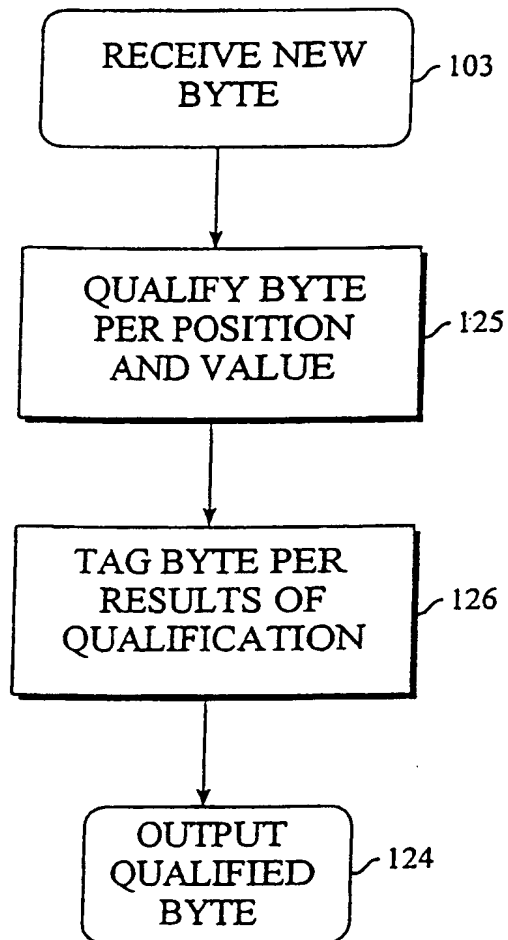 RECEIVE NEW
BYTE
103
QUALIFY BYTE
PER POSITION
AND VALUE
125
TAG BYTE PER
RESULTS OF
QUALIFICATION
126
OUTPUT
QUALIFIED
BYTE
124